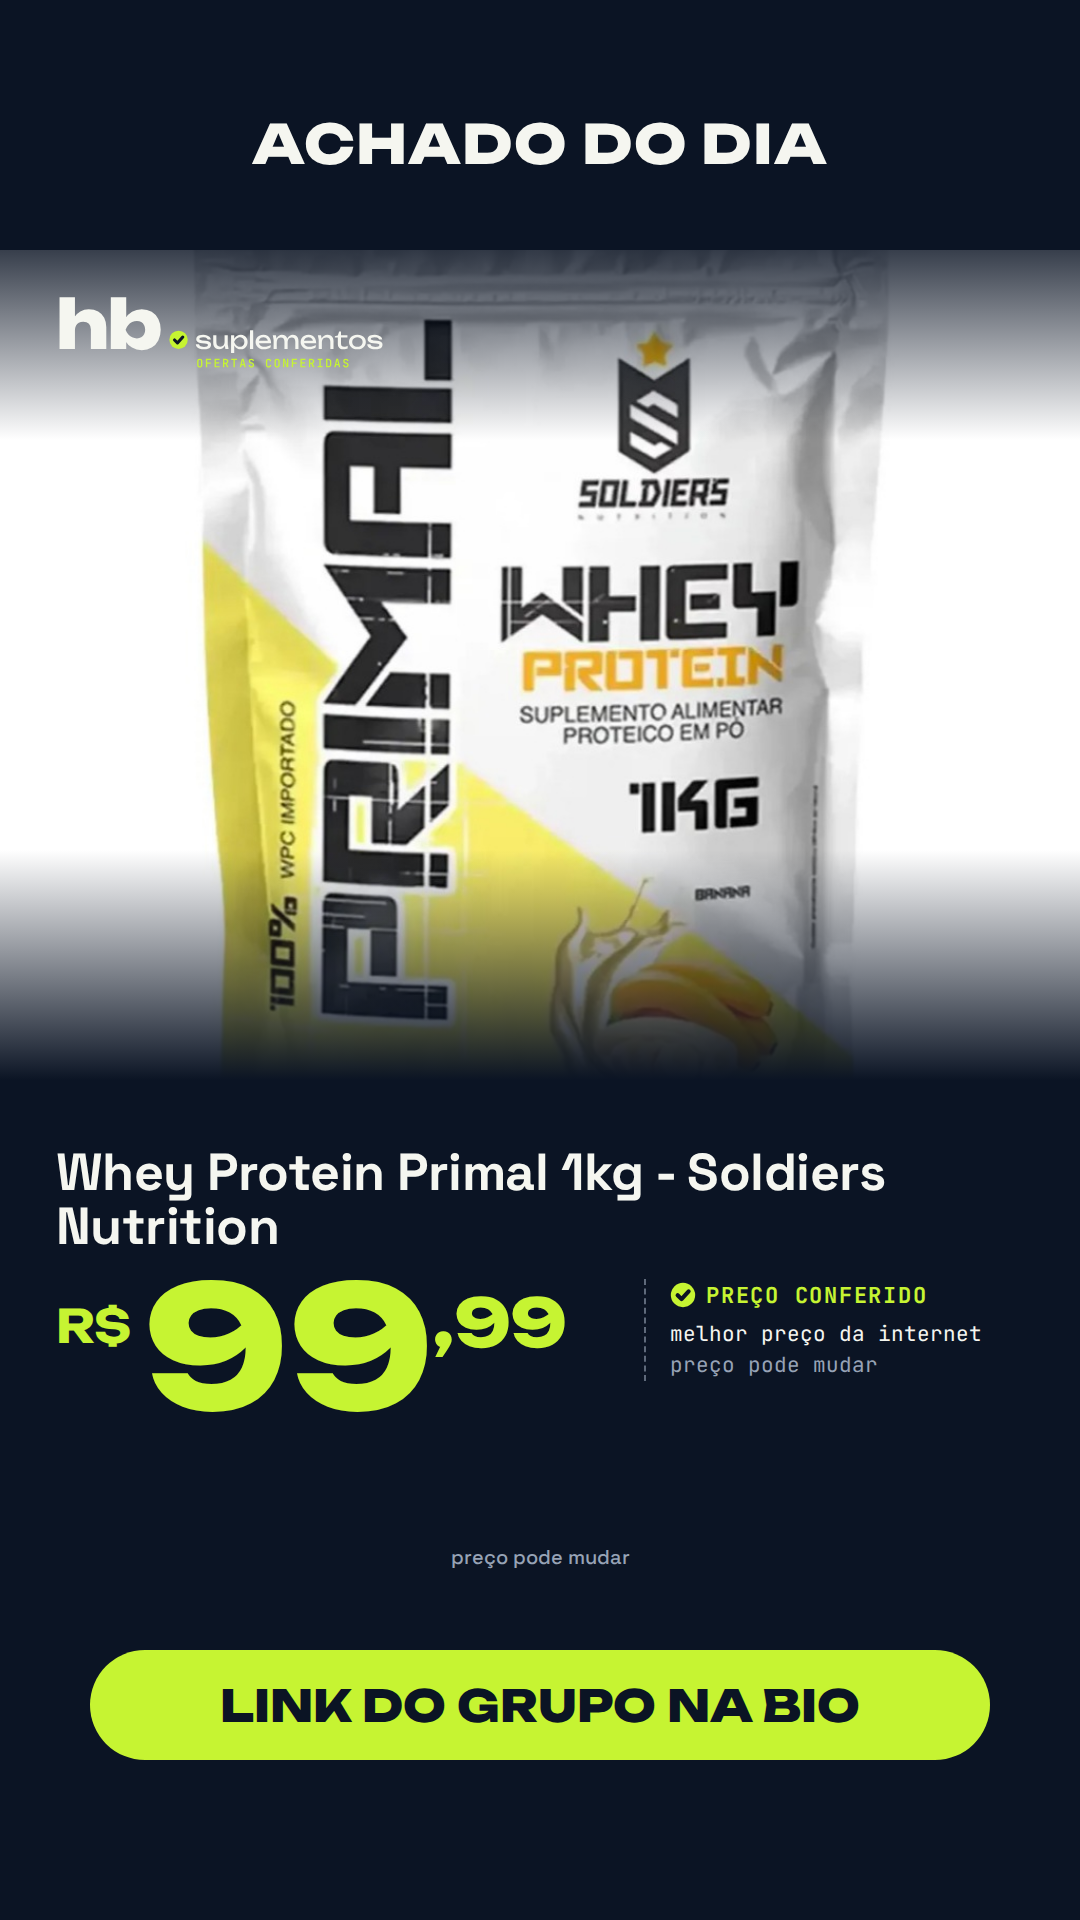 ACHADO DO DIA
hb suplementos
OFERTAS CONFERIDAS
PRIMAL
100% WPC IMPORTADO
SOLDIERS
NUTRITION
WHEY
PROTEIN
SUPLEMENTO ALIMENTAR
PROTEICO EM PÓ
1KG
BANANA
Whey Protein Primal 1kg - Soldiers
Nutrition
R$ 99,99
PREÇO CONFERIDO
melhor preço da internet
preço pode mudar
preço pode mudar
LINK DO GRUPO NA BIO